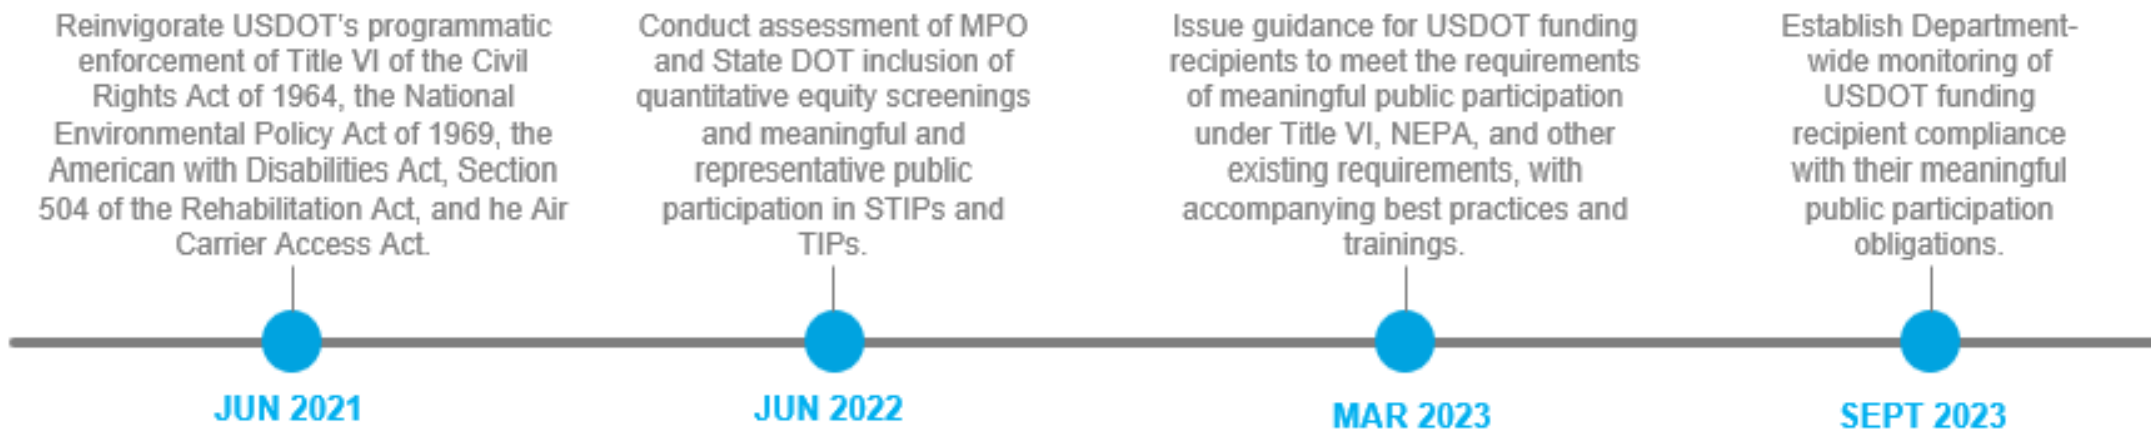 Reinvigorate USDOT's programmatic
enforcement of Title VI of the Civil
Rights Act of 1964, the National
Environmental Policy Act of 1969, the
American with Disabilities Act, Section
504 of the Rehabilitation Act, and he Air
Carrier Access Act.
JUN 2021
Conduct assessment of MPO
and State DOT inclusion of
quantitative equity screenings
and meaningful and
representative public
participation in STIPs and
TIPs.
JUN 2022
Issue guidance for USDOT funding
recipients to meet the requirements
of meaningful public participation
under Title VI, NEPA, and other
existing requirements, with
accompanying best practices and
trainings.
MAR 2023
Establish Department-
wide monitoring of
USDOT funding
recipient compliance
with their meaningful
public participation
obligations.
SEPT 2023